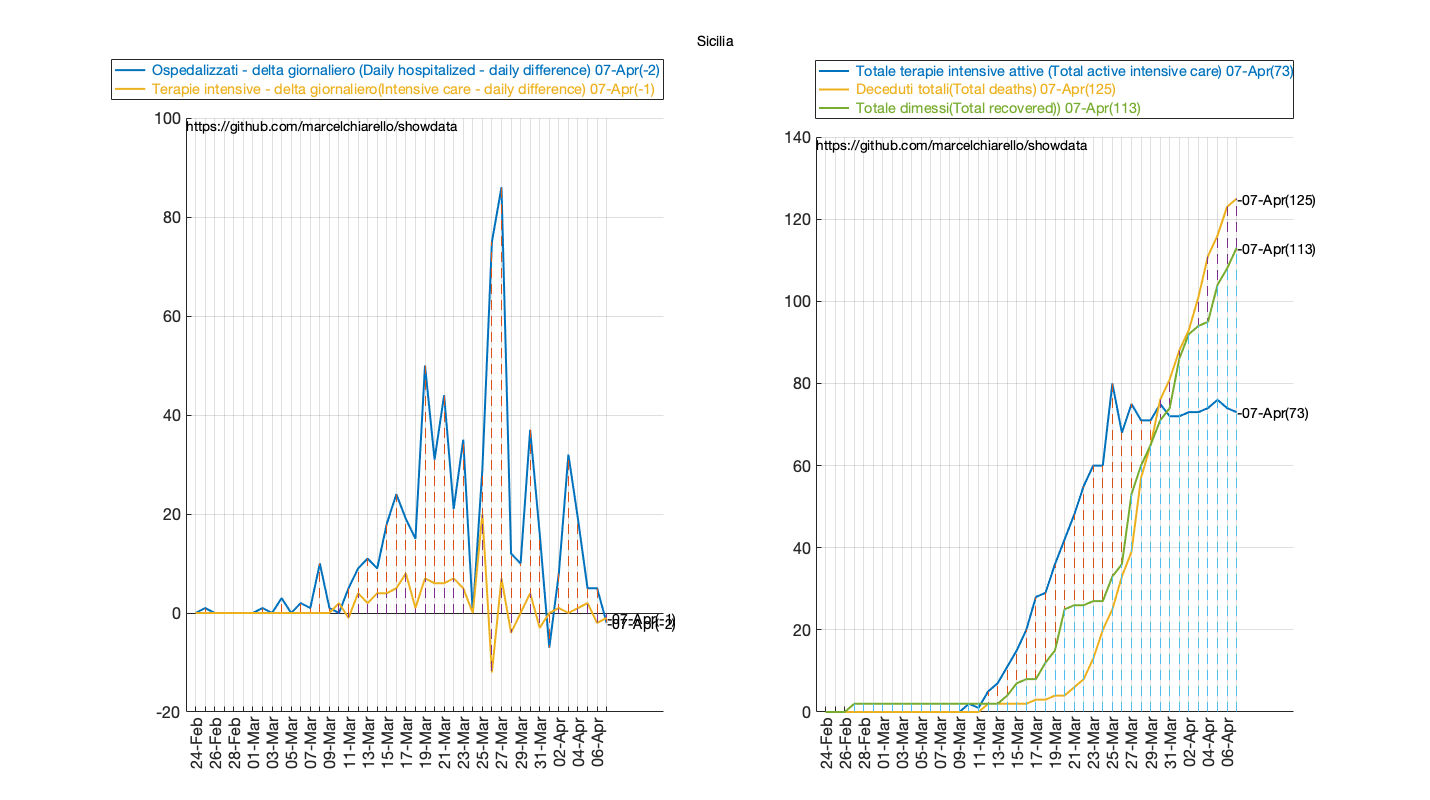 Sicilia
Ospedalizzati - delta giornaliero (Daily hospitalized - daily difference) 07-Apr(-2)
Terapie intensive - delta giornaliero(Intensive care - daily difference) 07-Apr(-1)
https://github.com/marcelchiarello/showdata
100
80
60
40
20
0
-20
-07-Apr(-1)
-07-Apr(-2)
24-Feb
26-Feb
28-Feb
01-Mar
03-Mar
05-Mar
07-Mar
09-Mar
11-Mar
13-Mar
15-Mar
17-Mar
19-Mar
21-Mar
23-Mar
25-Mar
27-Mar
29-Mar
31-Mar
02-Apr
04-Apr
06-Apr
Totale terapie intensive attive (Total active intensive care) 07-Apr(73)
Deceduti totali(Total deaths) 07-Apr(125)
Totale dimessi(Total recovered)) 07-Apr(113)
https://github.com/marcelchiarello/showdata
140
120
100
80
60
40
20
0
-07-Apr(125)
-07-Apr(113)
-07-Apr(73)
24-Feb
26-Feb
28-Feb
01-Mar
03-Mar
05-Mar
07-Mar
09-Mar
11-Mar
13-Mar
15-Mar
17-Mar
19-Mar
21-Mar
23-Mar
25-Mar
27-Mar
29-Mar
31-Mar
02-Apr
04-Apr
06-Apr